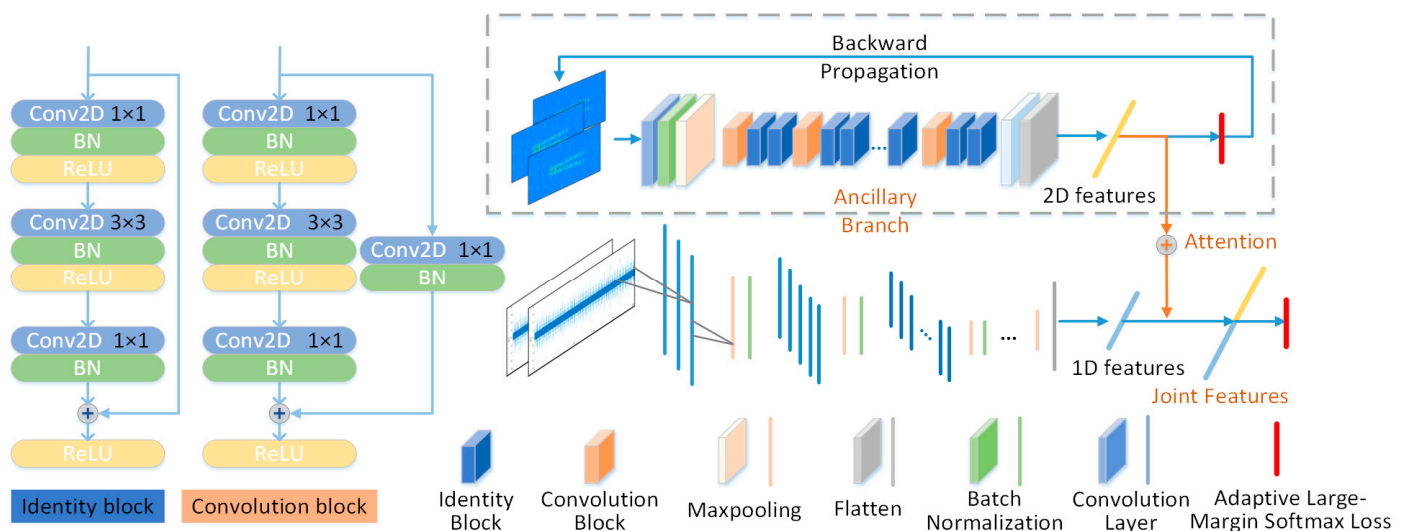 Conv2D 1×1
BN
ReLU
Conv2D 3×3
BN
ReLU
Conv2D 1×1
BN
+
ReLU
Identity block
Conv2D 1×1
BN
ReLU
Conv2D 3×3
BN
ReLU
Conv2D 1×1
BN
Conv2D 1×1
BN
+
ReLU
Convolution block
Backward
Propagation
...
Ancillary
Branch
2D features
+
Attention
...
...
1D features
Joint Features
Identity
Block
Convolution
Block
Maxpooling
Flatten
Batch
Normalization
Convolution
Layer
Adaptive Large-
Margin Softmax Loss